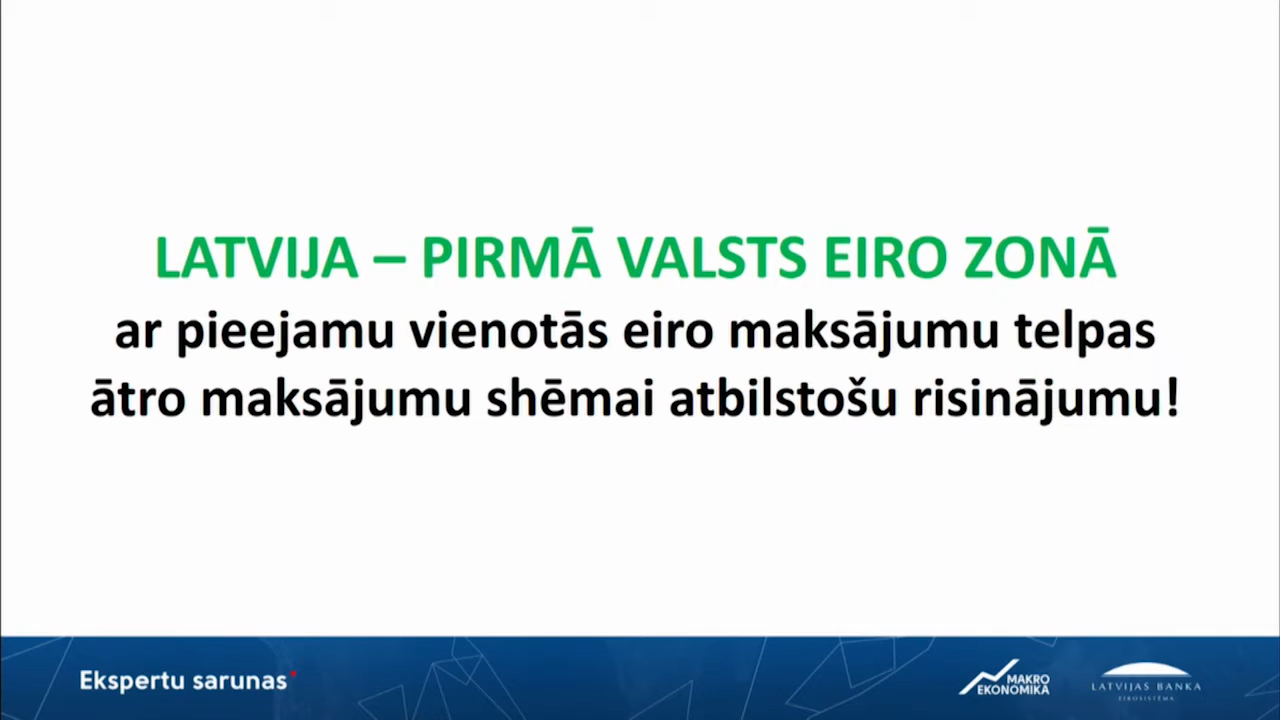 LATVIJA – PIRMĀ VALSTS EIRO ZONĀ
ar pieejamu vienotās eiro maksājumu telpas
ātro maksājumu shēmai atbilstošu risinājumu!
Ekspertu sarunas
MAKRO
EKONOMIKA
LATVIJAS BANKA
EIROSISTĒMA